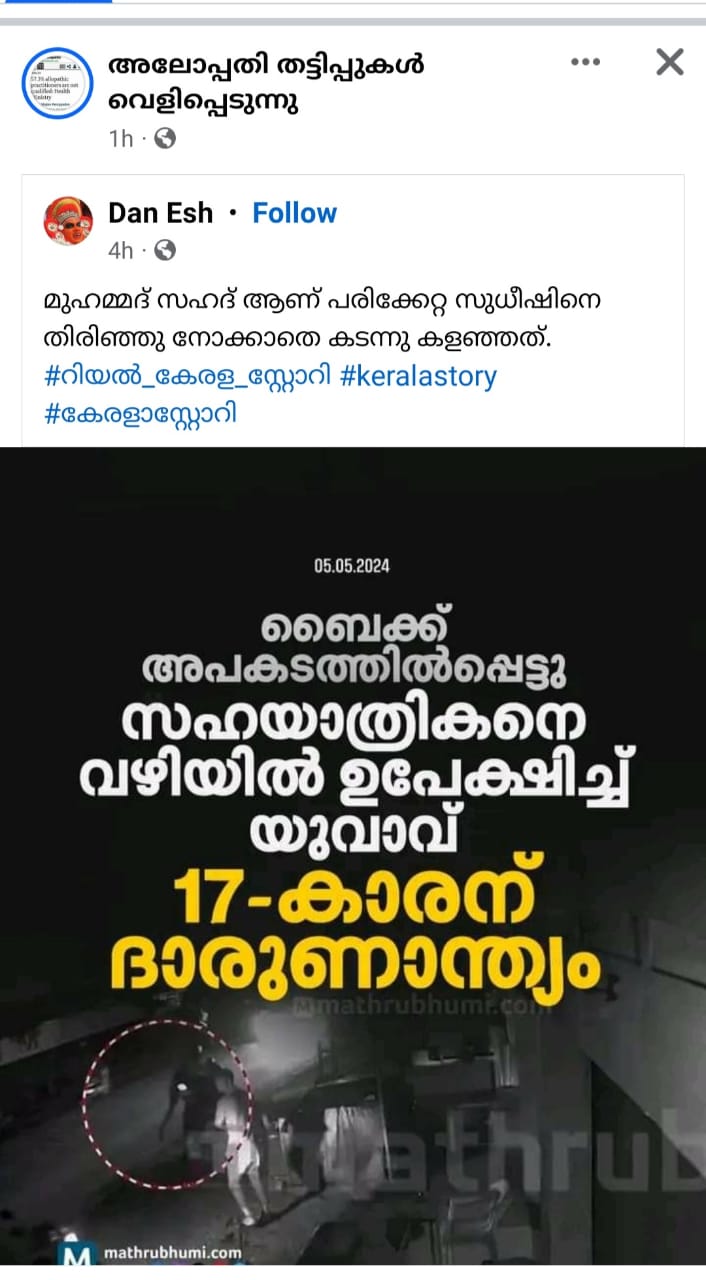 അലോപ്പതി തട്ടിപ്പുകൾ
വെളിപ്പെടുന്നു
1h ·
Dan Esh • Follow
4h ·
മുഹമ്മദ് സഹദ് ആണ് പരിക്കേറ്റ സുധീഷിനെ
തിരിഞ്ഞു നോക്കാതെ കടന്നു കളഞ്ഞത്.
#റിയൽ_കേരള_സ്റ്റോറി #keralastory
#കേരളാസ്റ്റോറി
05.05.2024
ബൈക്ക്
അപകടത്തിൽപ്പെട്ടു
സഹയാത്രികനെ
വഴിയിൽ ഉപേക്ഷിച്ച്
യുവാവ്
17-കാരന്
ദാരുണാന്ത്യം
mathrubhumi.com
mathrub
mathrubhumi.com